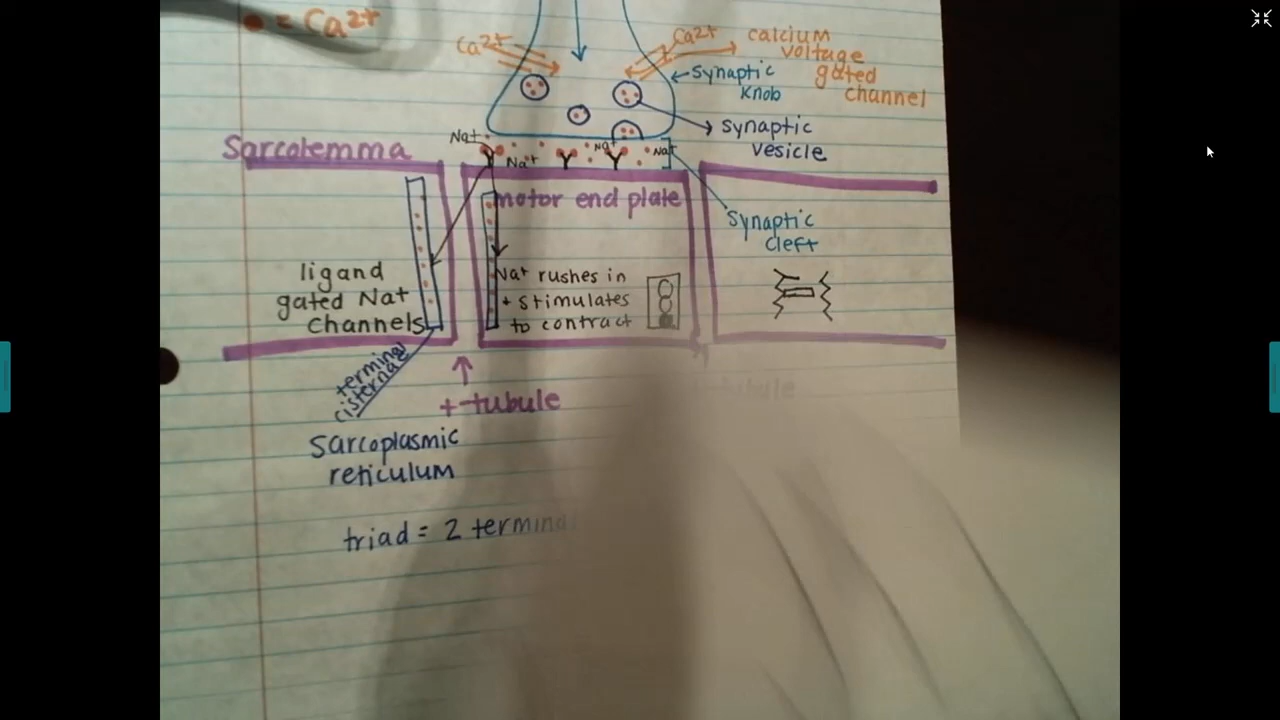 = Ca2+
Ca2+
Ca2+
calcium
voltage
gated
channel
synaptic
knob
synaptic
vesicle
Na+
Na+
Na+
Na+
Sarcolemma
motor end plate
synaptic
cleft
ligand
gated Na+
channels
Na+ rushes in
+ stimulates
to contract
terminal
cisternae
t-tubule
t-tubule
Sarcoplasmic
reticulum
triad = 2 terminal